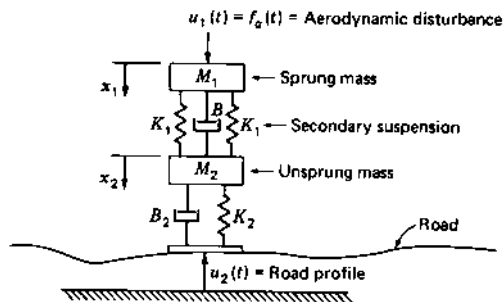 u₁(t) = fₐ(t) = Aerodynamic disturbance
M₁
Sprung mass
x₁
B
K₁
K₁
Secondary suspension
M₂
Unsprung mass
x₂
B₂
K₂
Road
u₂(t) = Road profile